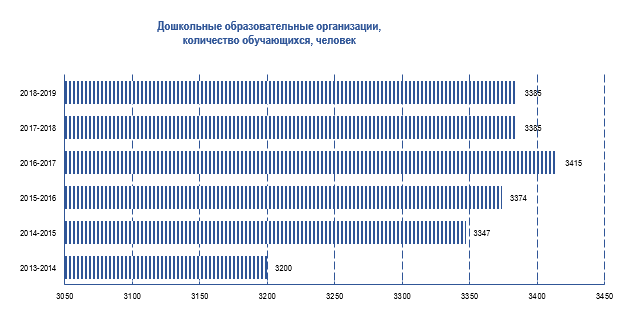 Дошкольные образовательные организации,
количество обучающихся, человек
2018-2019 3385
2017-2018 3385
2016-2017 3415
2015-2016 3374
2014-2015 3347
2013-2014 3200
3050 3100 3150 3200 3250 3300 3350 3400 3450